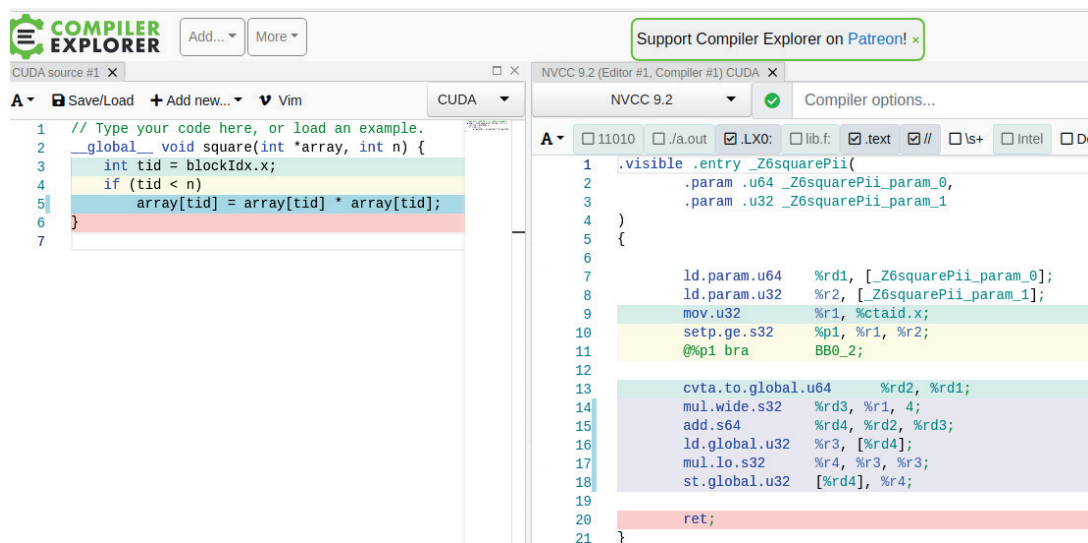 COMPILER
EXPLORER
Add...
More
Support Compiler Explorer on Patreon! ×
CUDA source #1 X
A Save/Load + Add new... Vim
CUDA
1 // Type your code here, or load an example.
2 __global__ void square(int *array, int n) {
3 int tid = blockIdx.x;
4 if (tid < n)
5 array[tid] = array[tid] * array[tid];
6 }
7
NVCC 9.2 (Editor #1, Compiler #1) CUDA X
NVCC 9.2
Compiler options...
A 11010 ./a.out .LX0: lib.f: .text // \s+ Intel De
1 .visible .entry _Z6squarePii(
2 .param .u64 _Z6squarePii_param_0,
3 .param .u32 _Z6squarePii_param_1
4 )
5 {
6
7 ld.param.u64 %rd1, [_Z6squarePii_param_0];
8 ld.param.u32 %r2, [_Z6squarePii_param_1];
9 mov.u32 %r1, %ctaid.x;
10 setp.ge.s32 %p1, %r1, %r2;
11 @%p1 bra BB0_2;
12
13 cvta.to.global.u64 %rd2, %rd1;
14 mul.wide.s32 %rd3, %r1, 4;
15 add.s64 %rd4, %rd2, %rd3;
16 ld.global.u32 %r3, [%rd4];
17 mul.lo.s32 %r4, %r3, %r3;
18 st.global.u32 [%rd4], %r4;
19
20 ret;
21 }